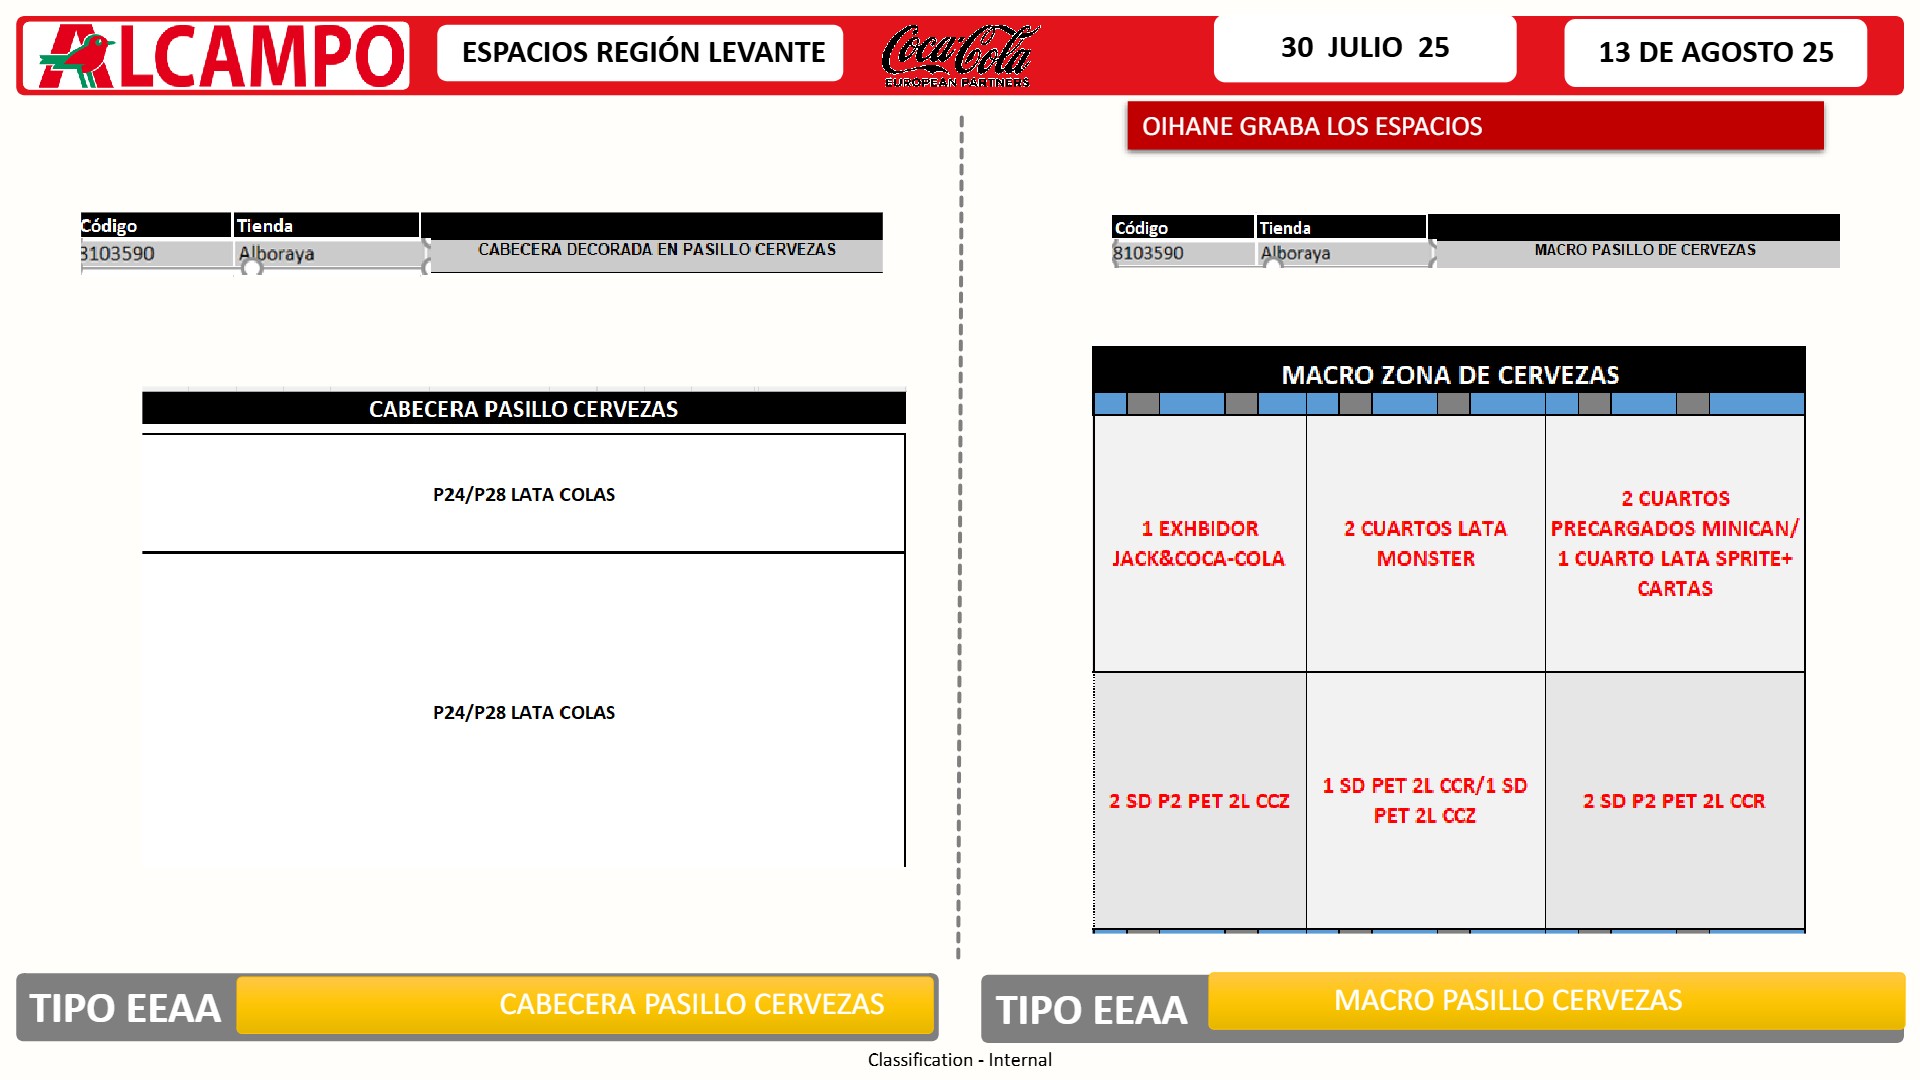 ALCAMPO
ESPACIOS REGIÓN LEVANTE
Coca-Cola
EUROPEAN PARTNERS
30 JULIO 25
13 DE AGOSTO 25
OIHANE GRABA LOS ESPACIOS
Código Tienda
8103590 Alboraya CABECERA DECORADA EN PASILLO CERVEZAS
CABECERA PASILLO CERVEZAS
P24/P28 LATA COLAS
P24/P28 LATA COLAS
TIPO EEAA CABECERA PASILLO CERVEZAS
Código Tienda
8103590 Alboraya MACRO PASILLO DE CERVEZAS
MACRO ZONA DE CERVEZAS
1 EXHBIDOR
JACK&COCA-COLA
2 CUARTOS LATA
MONSTER
2 CUARTOS
PRECARGADOS MINICAN/
1 CUARTO LATA SPRITE+
CARTAS
2 SD P2 PET 2L CCZ
1 SD PET 2L CCR/1 SD
PET 2L CCZ
2 SD P2 PET 2L CCR
TIPO EEAA MACRO PASILLO CERVEZAS
Classification - Internal